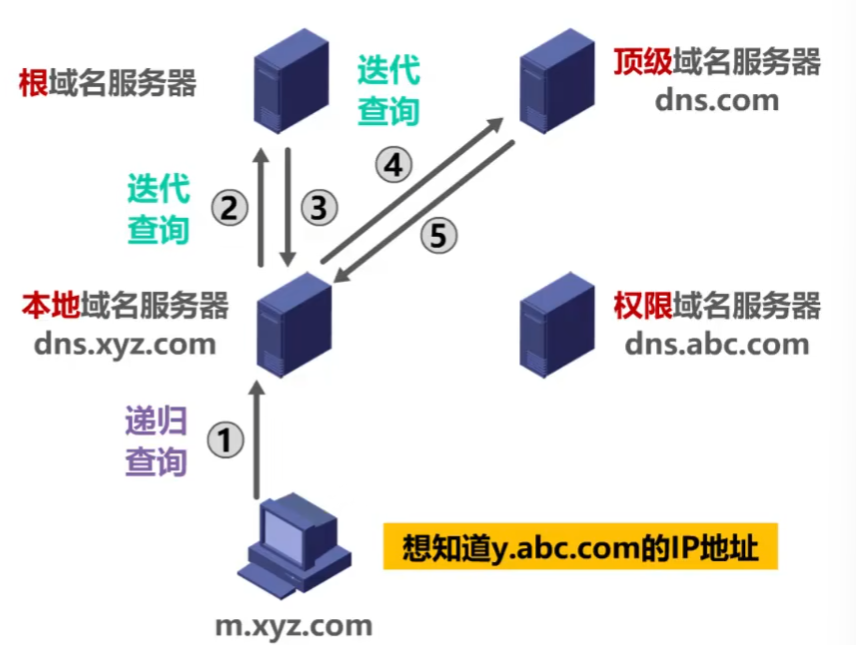 根域名服务器
迭代
查询
顶级域名服务器
dns.com
④
迭代
查询
②
③
⑤
本地域名服务器
dns.xyz.com
权限域名服务器
dns.abc.com
递归
查询
①
想知道y.abc.com的IP地址
m.xyz.com